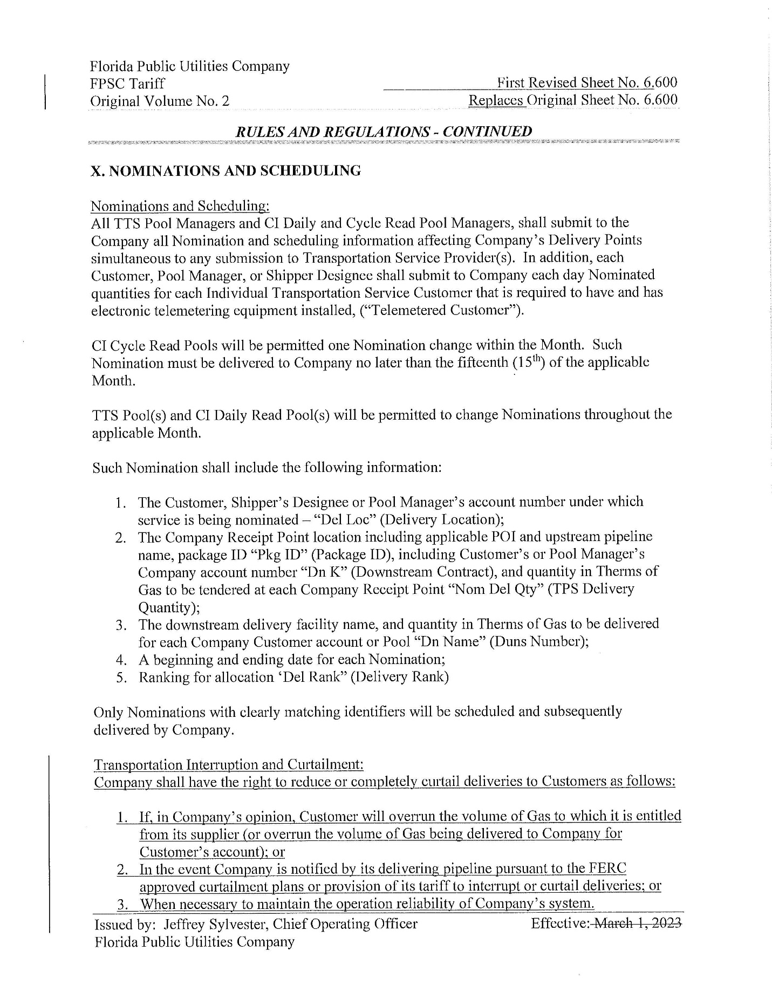 Florida Public Utilities Company
FPSC Tariff
First Revised Sheet No. 6.600
Original Volume No. 2
Replaces Original Sheet No. 6.600
RULES AND REGULATIONS - CONTINUED
X. NOMINATIONS AND SCHEDULING
Nominations and Scheduling:
All TTS Pool Managers and CI Daily and Cycle Read Pool Managers, shall submit to the
Company all Nomination and scheduling information affecting Company's Delivery Points
simultaneous to any submission to Transportation Service Provider(s). In addition, each
Customer, Pool Manager, or Shipper Designee shall submit to Company each day Nominated
quantities for each Individual Transportation Service Customer that is required to have and has
electronic telemetering equipment installed, ("Telemetered Customer").
CI Cycle Read Pools will be permitted one Nomination change within the Month. Such
Nomination must be delivered to Company no later than the fifteenth (15th) of the applicable
Month.
TTS Pool(s) and CI Daily Read Pool(s) will be permitted to change Nominations throughout the
applicable Month.
Such Nomination shall include the following information:
1. The Customer, Shipper's Designee or Pool Manager's account number under which
service is being nominated – "Del Loc" (Delivery Location);
2. The Company Receipt Point location including applicable POI and upstream pipeline
name, package ID "Pkg ID" (Package ID), including Customer's or Pool Manager's
Company account number "Dn K" (Downstream Contract), and quantity in Therms of
Gas to be tendered at each Company Receipt Point "Nom Del Qty" (TPS Delivery
Quantity);
3. The downstream delivery facility name, and quantity in Therms of Gas to be delivered
for each Company Customer account or Pool "Dn Name" (Duns Number);
4. A beginning and ending date for each Nomination;
5. Ranking for allocation 'Del Rank" (Delivery Rank)
Only Nominations with clearly matching identifiers will be scheduled and subsequently
delivered by Company.
Transportation Interruption and Curtailment:
Company shall have the right to reduce or completely curtail deliveries to Customers as follows:
1. If, in Company's opinion, Customer will overrun the volume of Gas to which it is entitled
from its supplier (or overrun the volume of Gas being delivered to Company for
Customer's account); or
2. In the event Company is notified by its delivering pipeline pursuant to the FERC
approved curtailment plans or provision of its tariff to interrupt or curtail deliveries; or
3. When necessary to maintain the operation reliability of Company's system.
Issued by: Jeffrey Sylvester, Chief Operating Officer
Effective: March 1, 2023
Florida Public Utilities Company